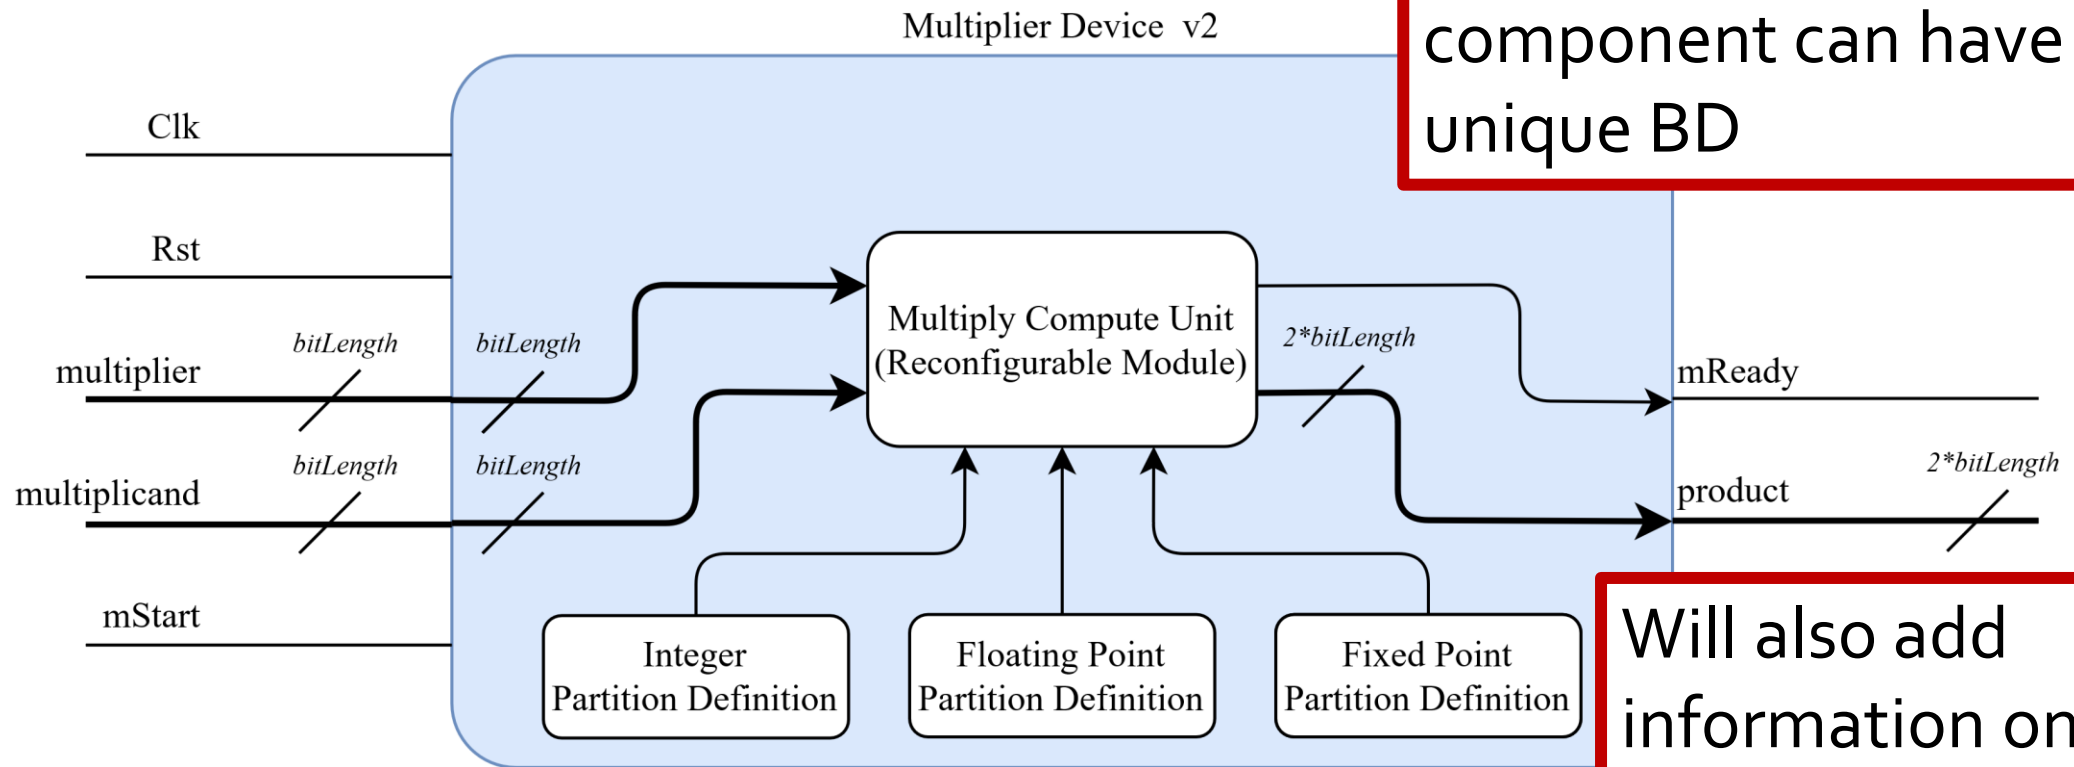 Multiplier Device v2
component can have
unique BD
Clk
Rst
multiplier
bitLength
bitLength
multiplicand
bitLength
bitLength
mStart
Multiply Compute Unit
(Reconfigurable Module)
2*bitLength
mReady
product
2*bitLength
Integer
Partition Definition
Floating Point
Partition Definition
Fixed Point
Partition Definition
Will also add
information on